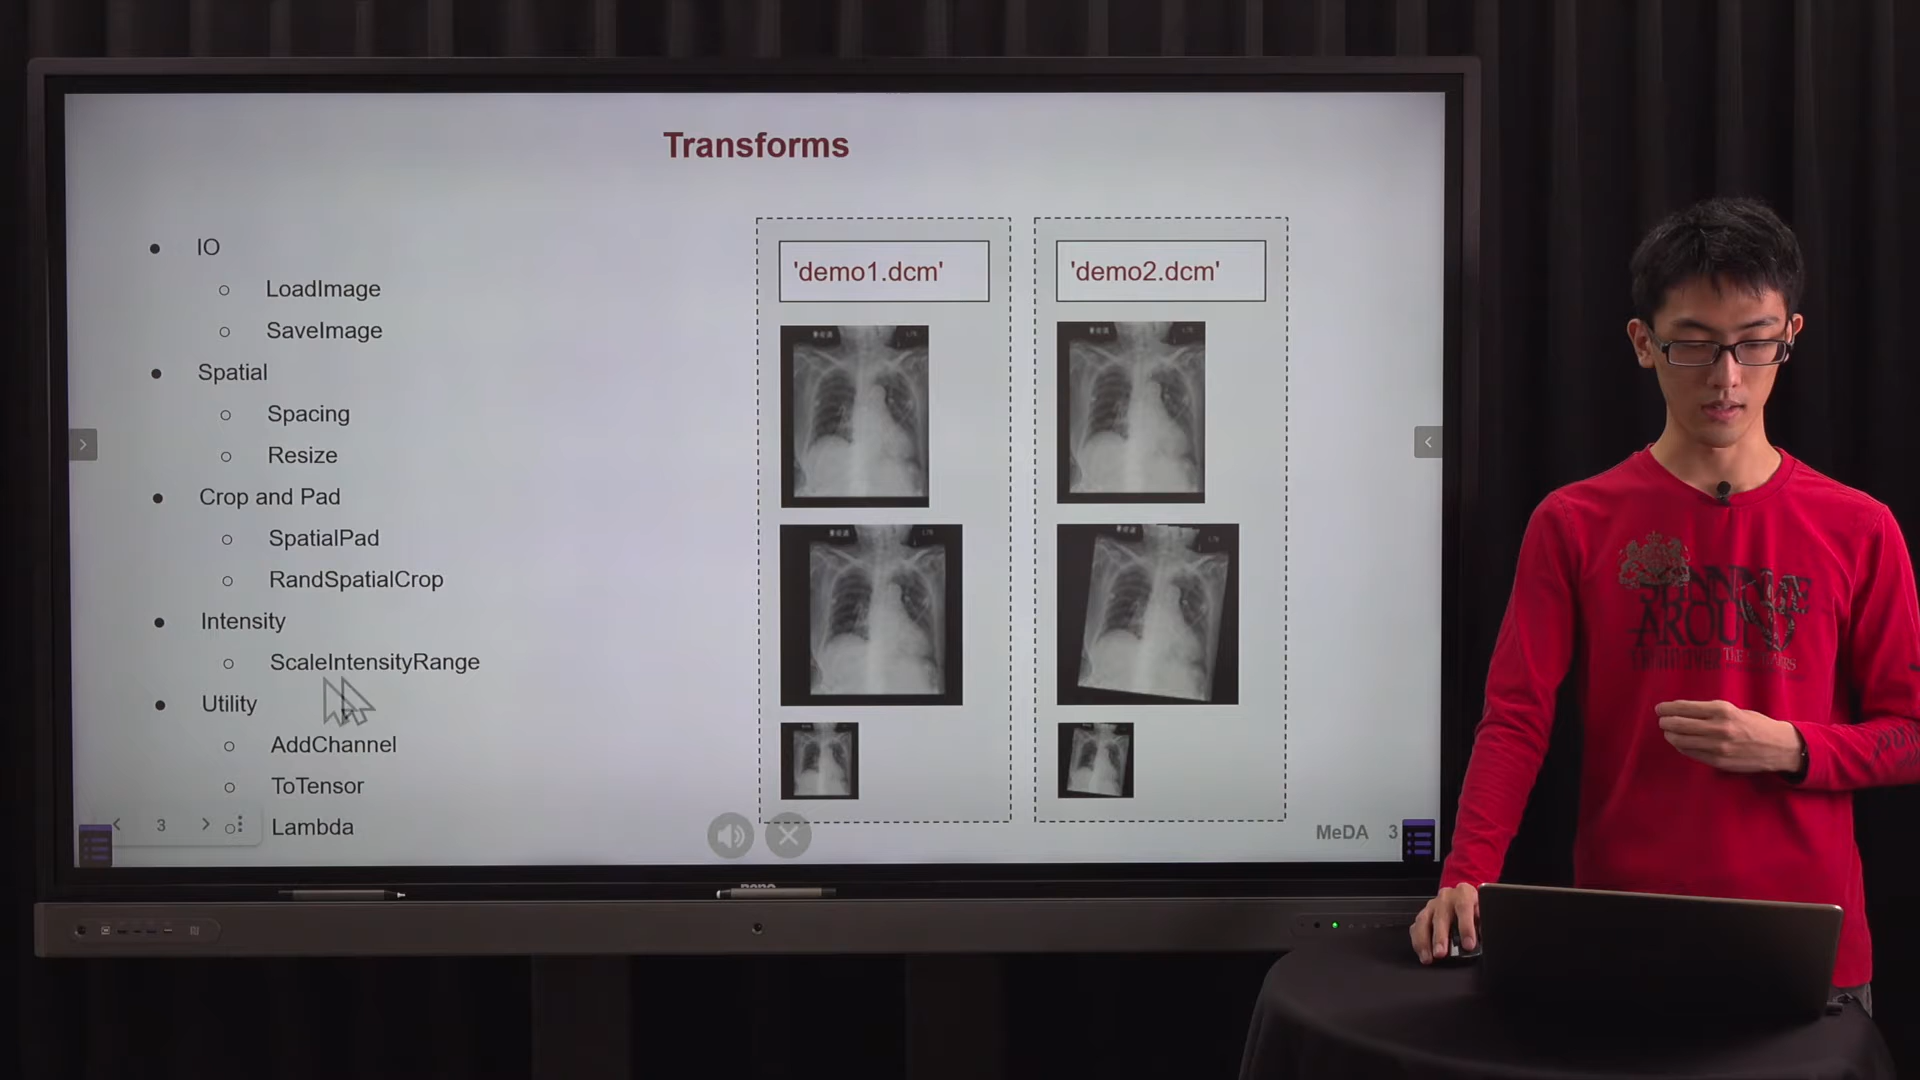 Transforms
IO
LoadImage
SaveImage
Spatial
Spacing
Resize
Crop and Pad
SpatialPad
RandSpatialCrop
Intensity
ScaleIntensityRange
Utility
AddChannel
ToTensor
Lambda
'demo1.dcm'
'demo2.dcm'
3
MeDA 3
AROUND